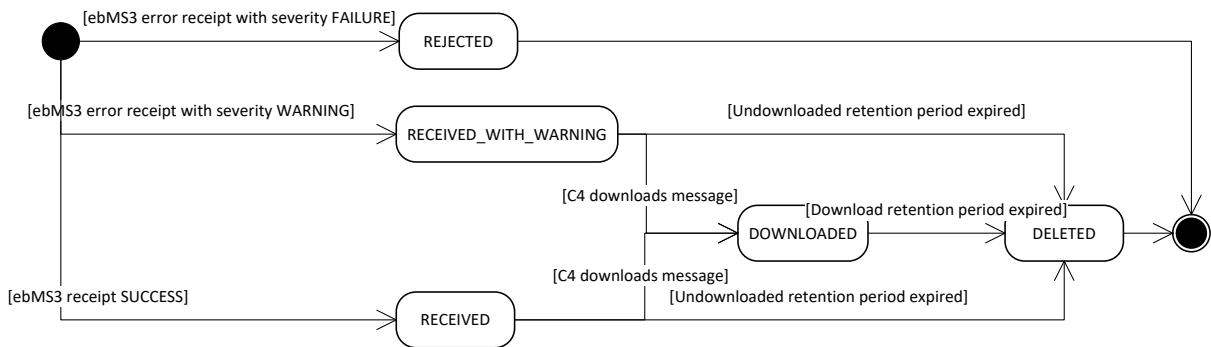 [ebMS3 error receipt with severity FAILURE]
REJECTED
[ebMS3 error receipt with severity WARNING]
[Undownloaded retention period expired]
RECEIVED_WITH_WARNING
[C4 downloads message]
[Download retention period expired]
DOWNLOADED
DELETED
[C4 downloads message]
[ebMS3 receipt SUCCESS]
[Undownloaded retention period expired]
RECEIVED